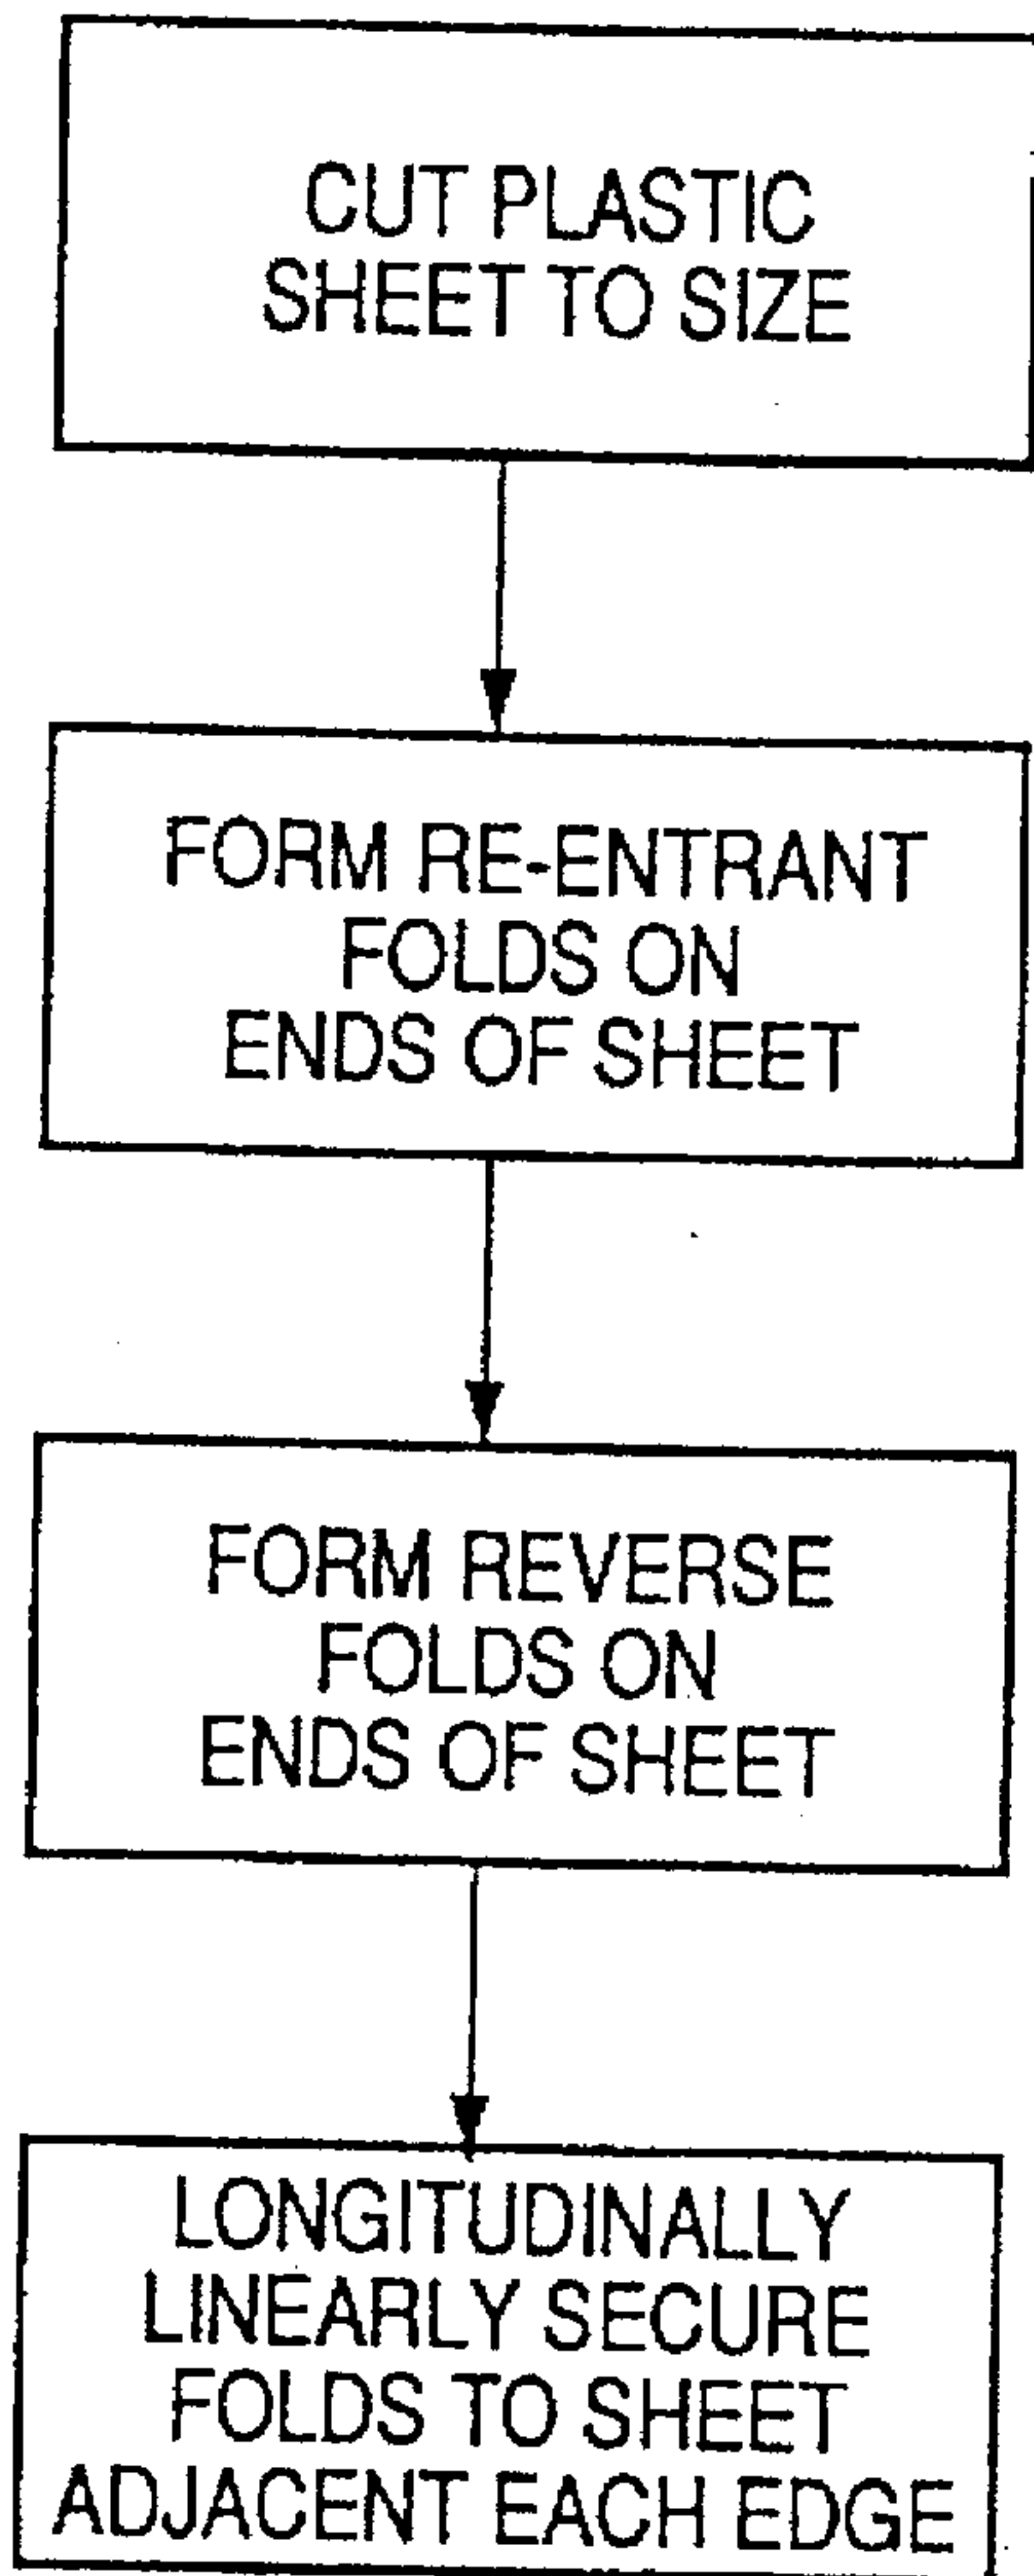 CUT PLASTIC
SHEET TO SIZE
FORM RE-ENTRANT
FOLDS ON
ENDS OF SHEET
FORM REVERSE
FOLDS ON
ENDS OF SHEET
LONGITUDINALLY
LINEARLY SECURE
FOLDS TO SHEET
ADJACENT EACH EDGE